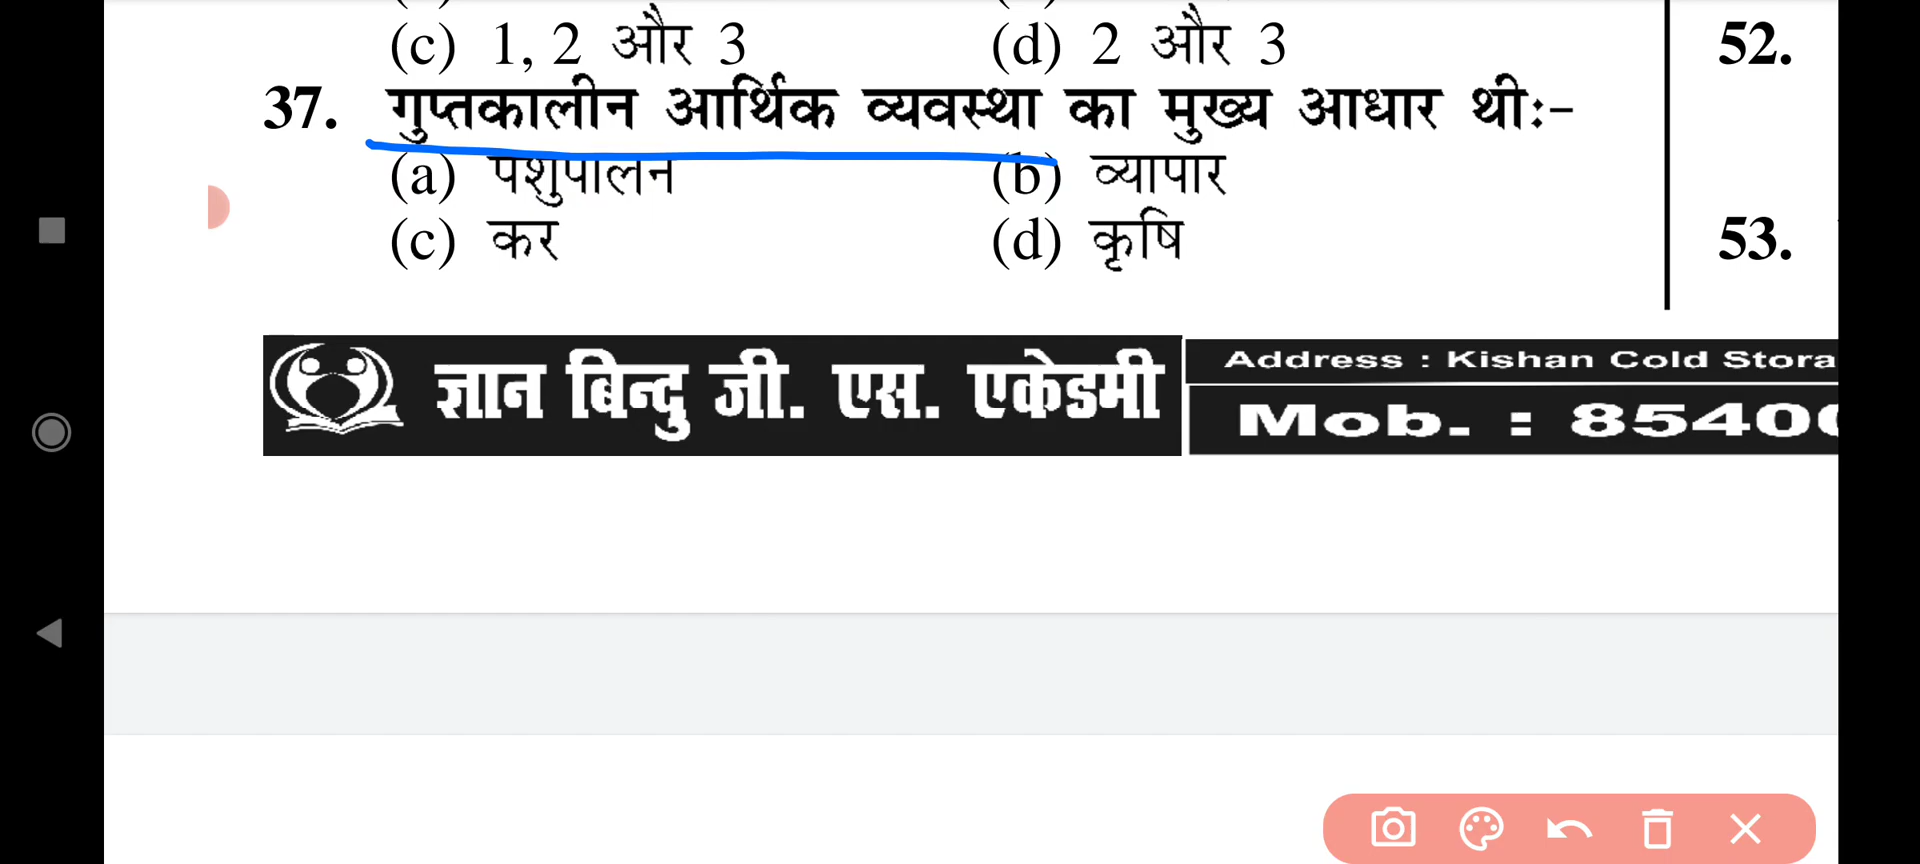 (c) 1, 2 और 3 (d) 2 और 3
52.
37. गुप्तकालीन आर्थिक व्यवस्था का मुख्य आधार थीः-
(a) पशुपालन (b) व्यापार
(c) कर (d) कृषि
53.
ज्ञान बिन्दु जी. एस. एकेडमी
Address : Kishan Cold Stora
Mob. : 8540